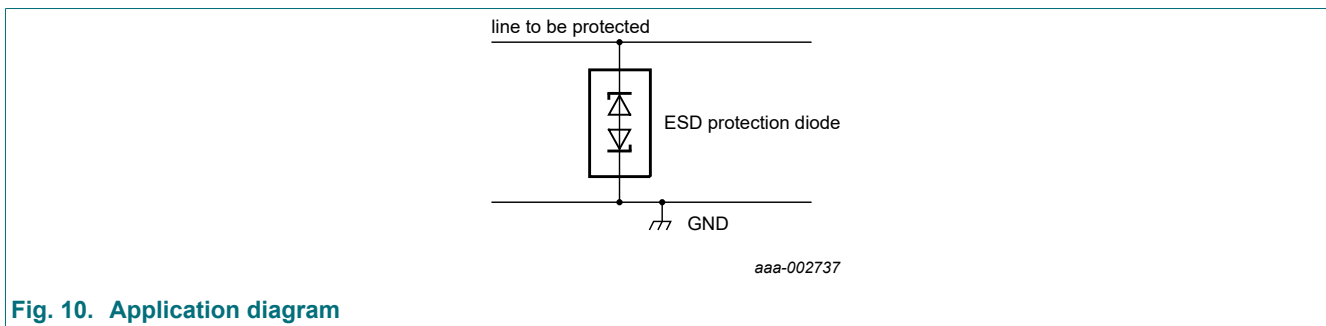 line to be protected
ESD protection diode
GND
aaa-002737
Fig. 10. Application diagram